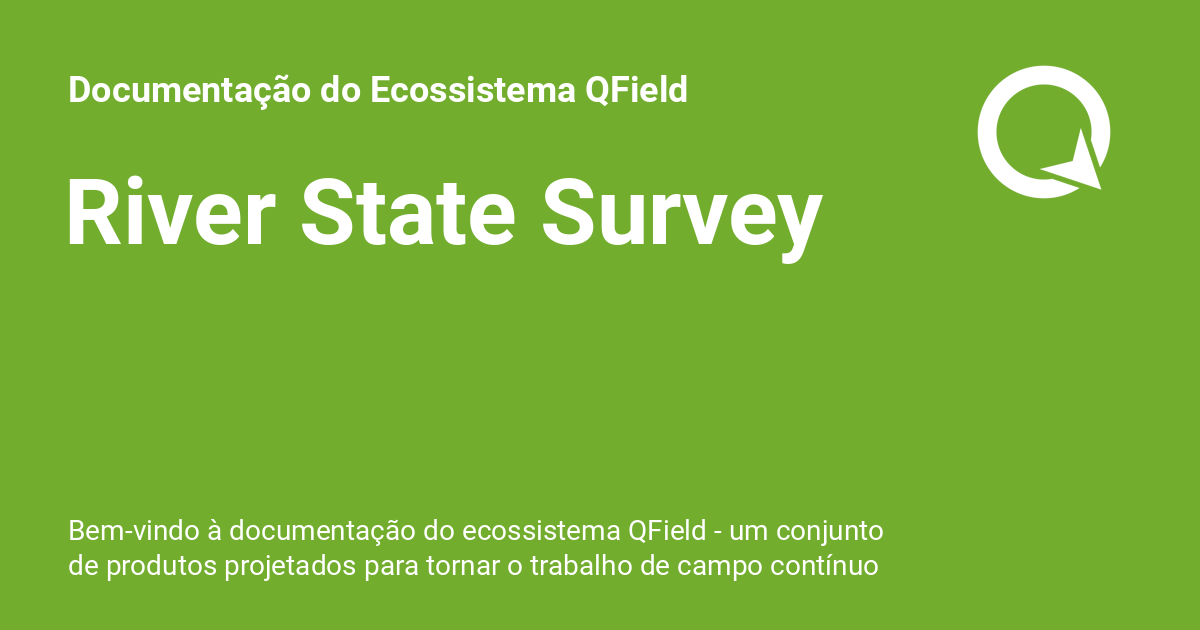 Documentação do Ecossistema QField
River State Survey
Bem-vindo à documentação do ecossistema QField - um conjunto
de produtos projetados para tornar o trabalho de campo contínuo